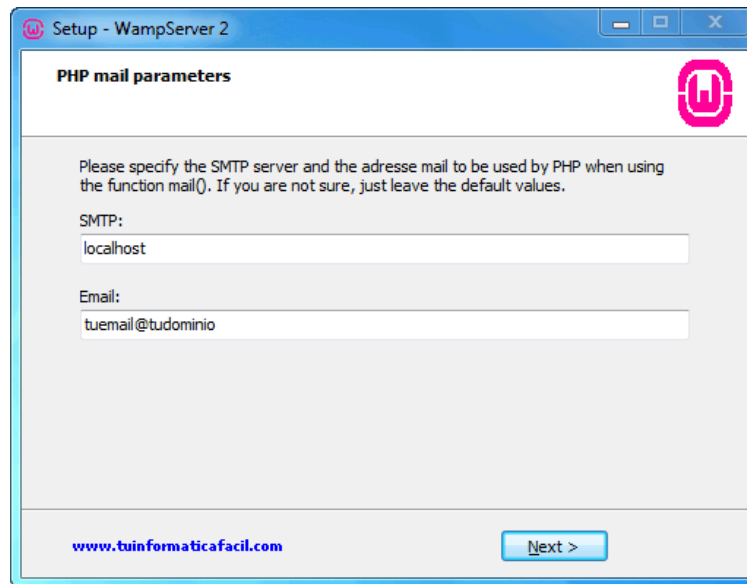 Setup - WampServer 2
PHP mail parameters
Please specify the SMTP server and the adresse mail to be used by PHP when using
the function mail(). If you are not sure, just leave the default values.
SMTP:
localhost
Email:
tuemail@tudominio
www.tuinformaticafacil.com
Next >